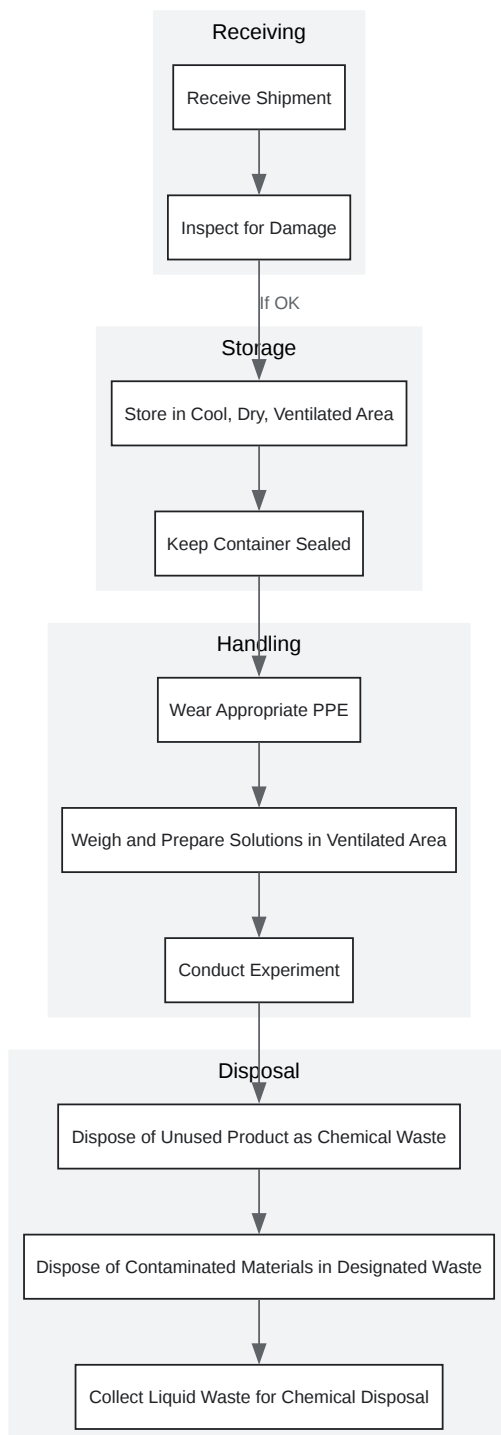 Receiving
Receive Shipment
Inspect for Damage
If OK
Storage
Store in Cool, Dry, Ventilated Area
Keep Container Sealed
Handling
Wear Appropriate PPE
Weigh and Prepare Solutions in Ventilated Area
Conduct Experiment
Disposal
Dispose of Unused Product as Chemical Waste
Dispose of Contaminated Materials in Designated Waste
Collect Liquid Waste for Chemical Disposal